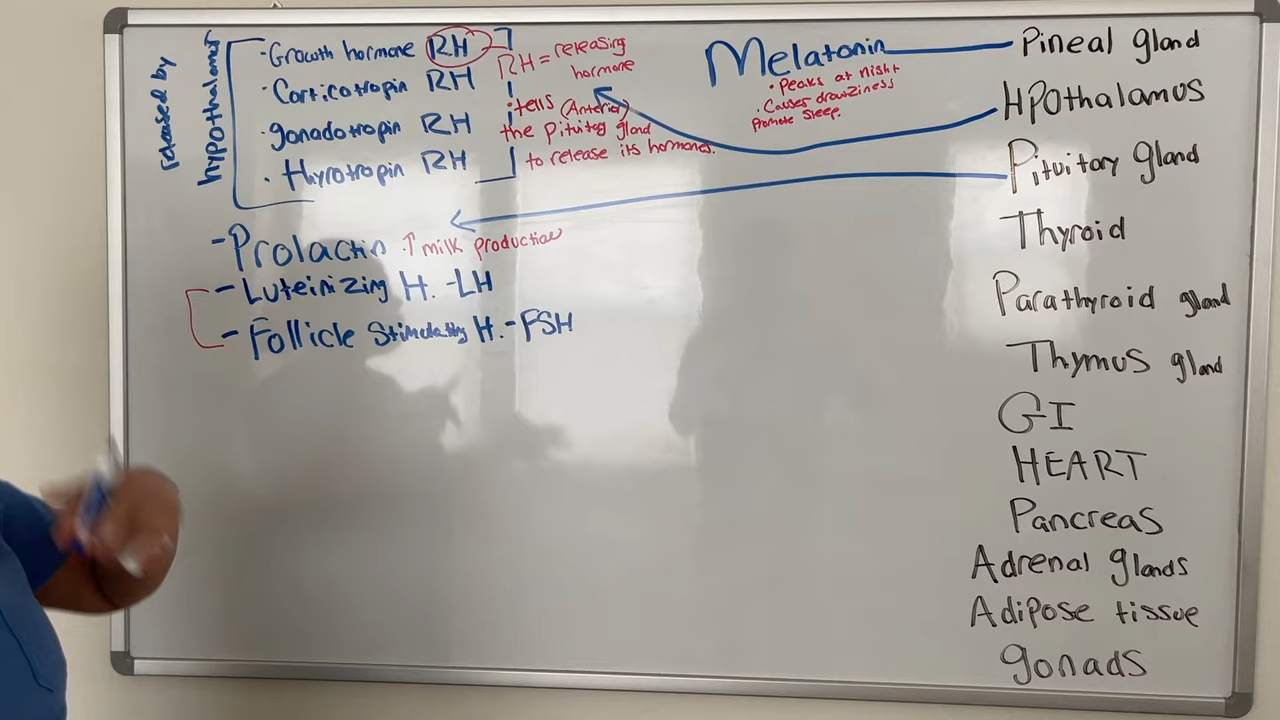 released by
hypothalamus
·Growth hormone RH
·Corticotropin RH
·gonadotropin RH
· Thyrotropin RH
RH = releasing
hormone
·tells (Anterior)
the pituitary gland
to release its hormones.
Melatonin
·Peaks at night
·Causes drowziness
Promote sleep.
-Prolactin ↑ milk production
- Luteinizing H. -LH
- Follicle Stimulating H. - FSH
Pineal gland
HPOthalamus
Pituitary gland
Thyroid
Parathyroid gland
Thymus gland
GI
HEART
Pancreas
Adrenal glands
Adipose tissue
gonads